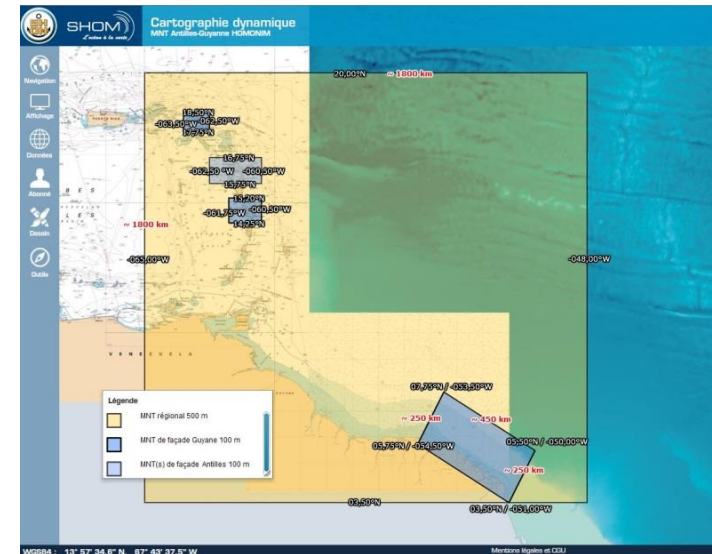 SHOM
L'océan à la carte
Cartographie dynamique
MNT Antilles-Guyanne HOMONIM
Navigation
Affichage
Données
Abonné
Dessin
Outils
20,00°N
~ 1800 km
18,50°N
-063,50°W -062,50°W
17,75°N
16,75°N
-062,50 °W -060,50°W
15,75°N
15,20°N
-061,75°W -060,50°W
14,25°N
~ 1800 km
-065,00°W
-048,00°W
VENEZUELA
07,75°N / -053,50°W
~ 250 km
~ 450 km
05,75°N / -054,50°W
05,50°N / -050,00°W
~ 250 km
03,50°N
03,50°N / -051,00°W
Légende
MNT régional 500 m
MNT de façade Guyane 100 m
MNT(s) de façade Antilles 100 m
WGS84 : 13° 57' 34.6" N, 67° 43' 37.5" W
Mentions légales et CGU